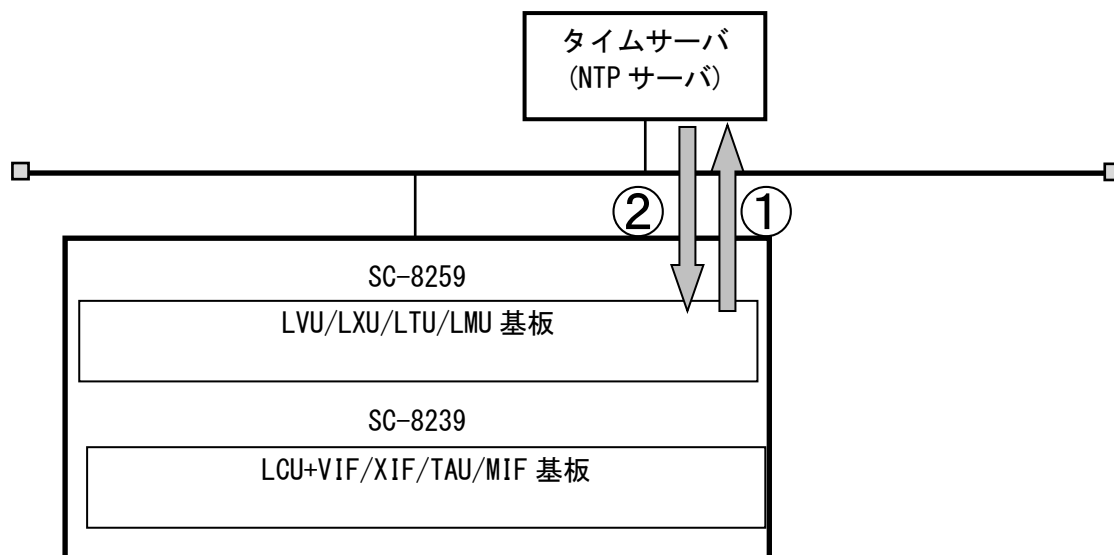 タイムサーバ
(NTP サーバ)
② ①
SC-8259
LVU/LXU/LTU/LMU 基板
SC-8239
LCU+VIF/XIF/TAU/MIF 基板